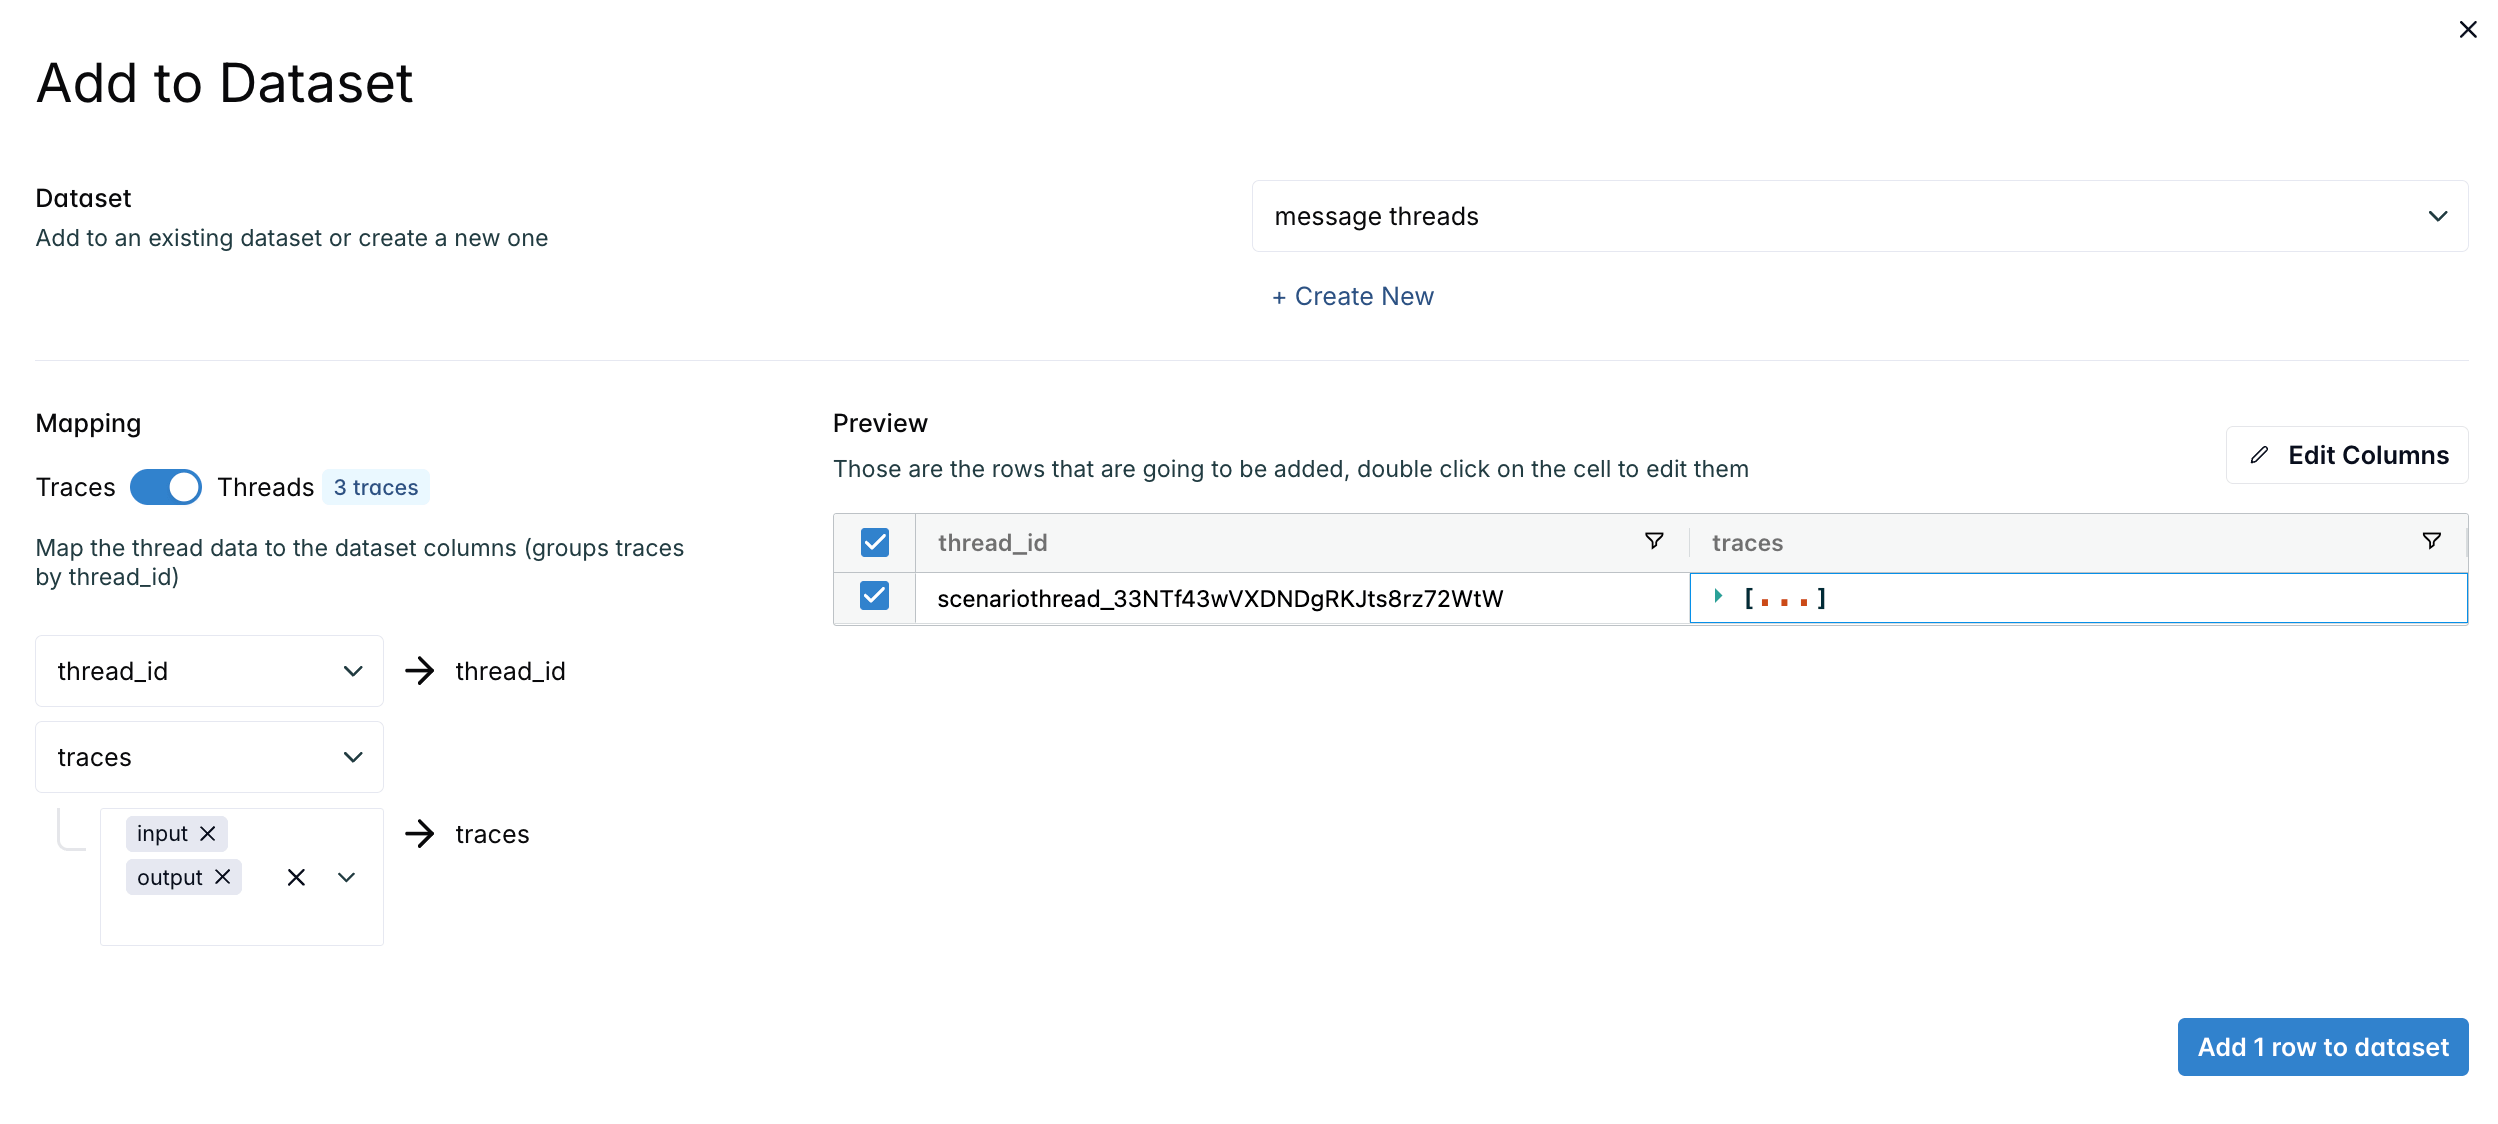 Add to Dataset
Dataset
Add to an existing dataset or create a new one
message threads
+ Create New
Mapping
Traces Threads 3 traces
Map the thread data to the dataset columns (groups traces
by thread_id)
thread_id → thread_id
traces
input
output
→ traces
Preview
Those are the rows that are going to be added, double click on the cell to edit them
Edit Columns
thread_id traces
scenariothread_33NTf43wVXDNDgRKJts8rz72WtW [...]
Add 1 row to dataset